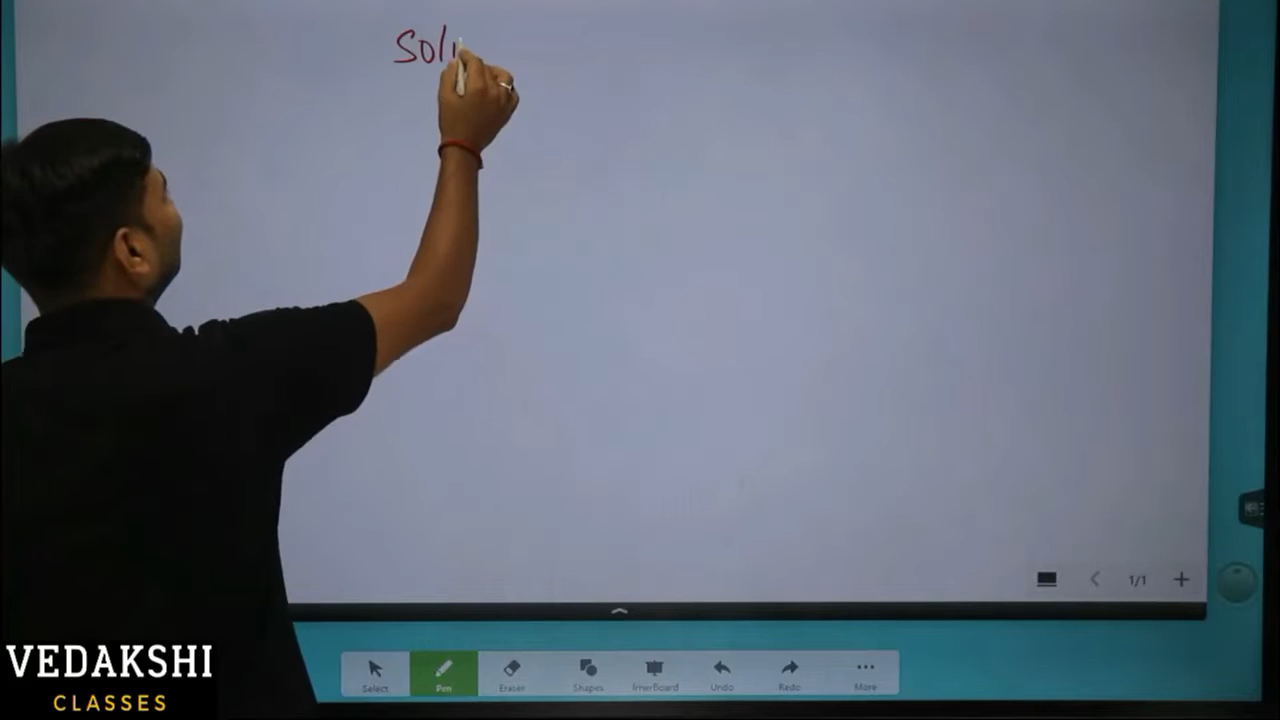 Sol
1/1
Select
Pen
Eraser
Shapes
Undo
Redo
More
VEDAKSHI
CLASSES